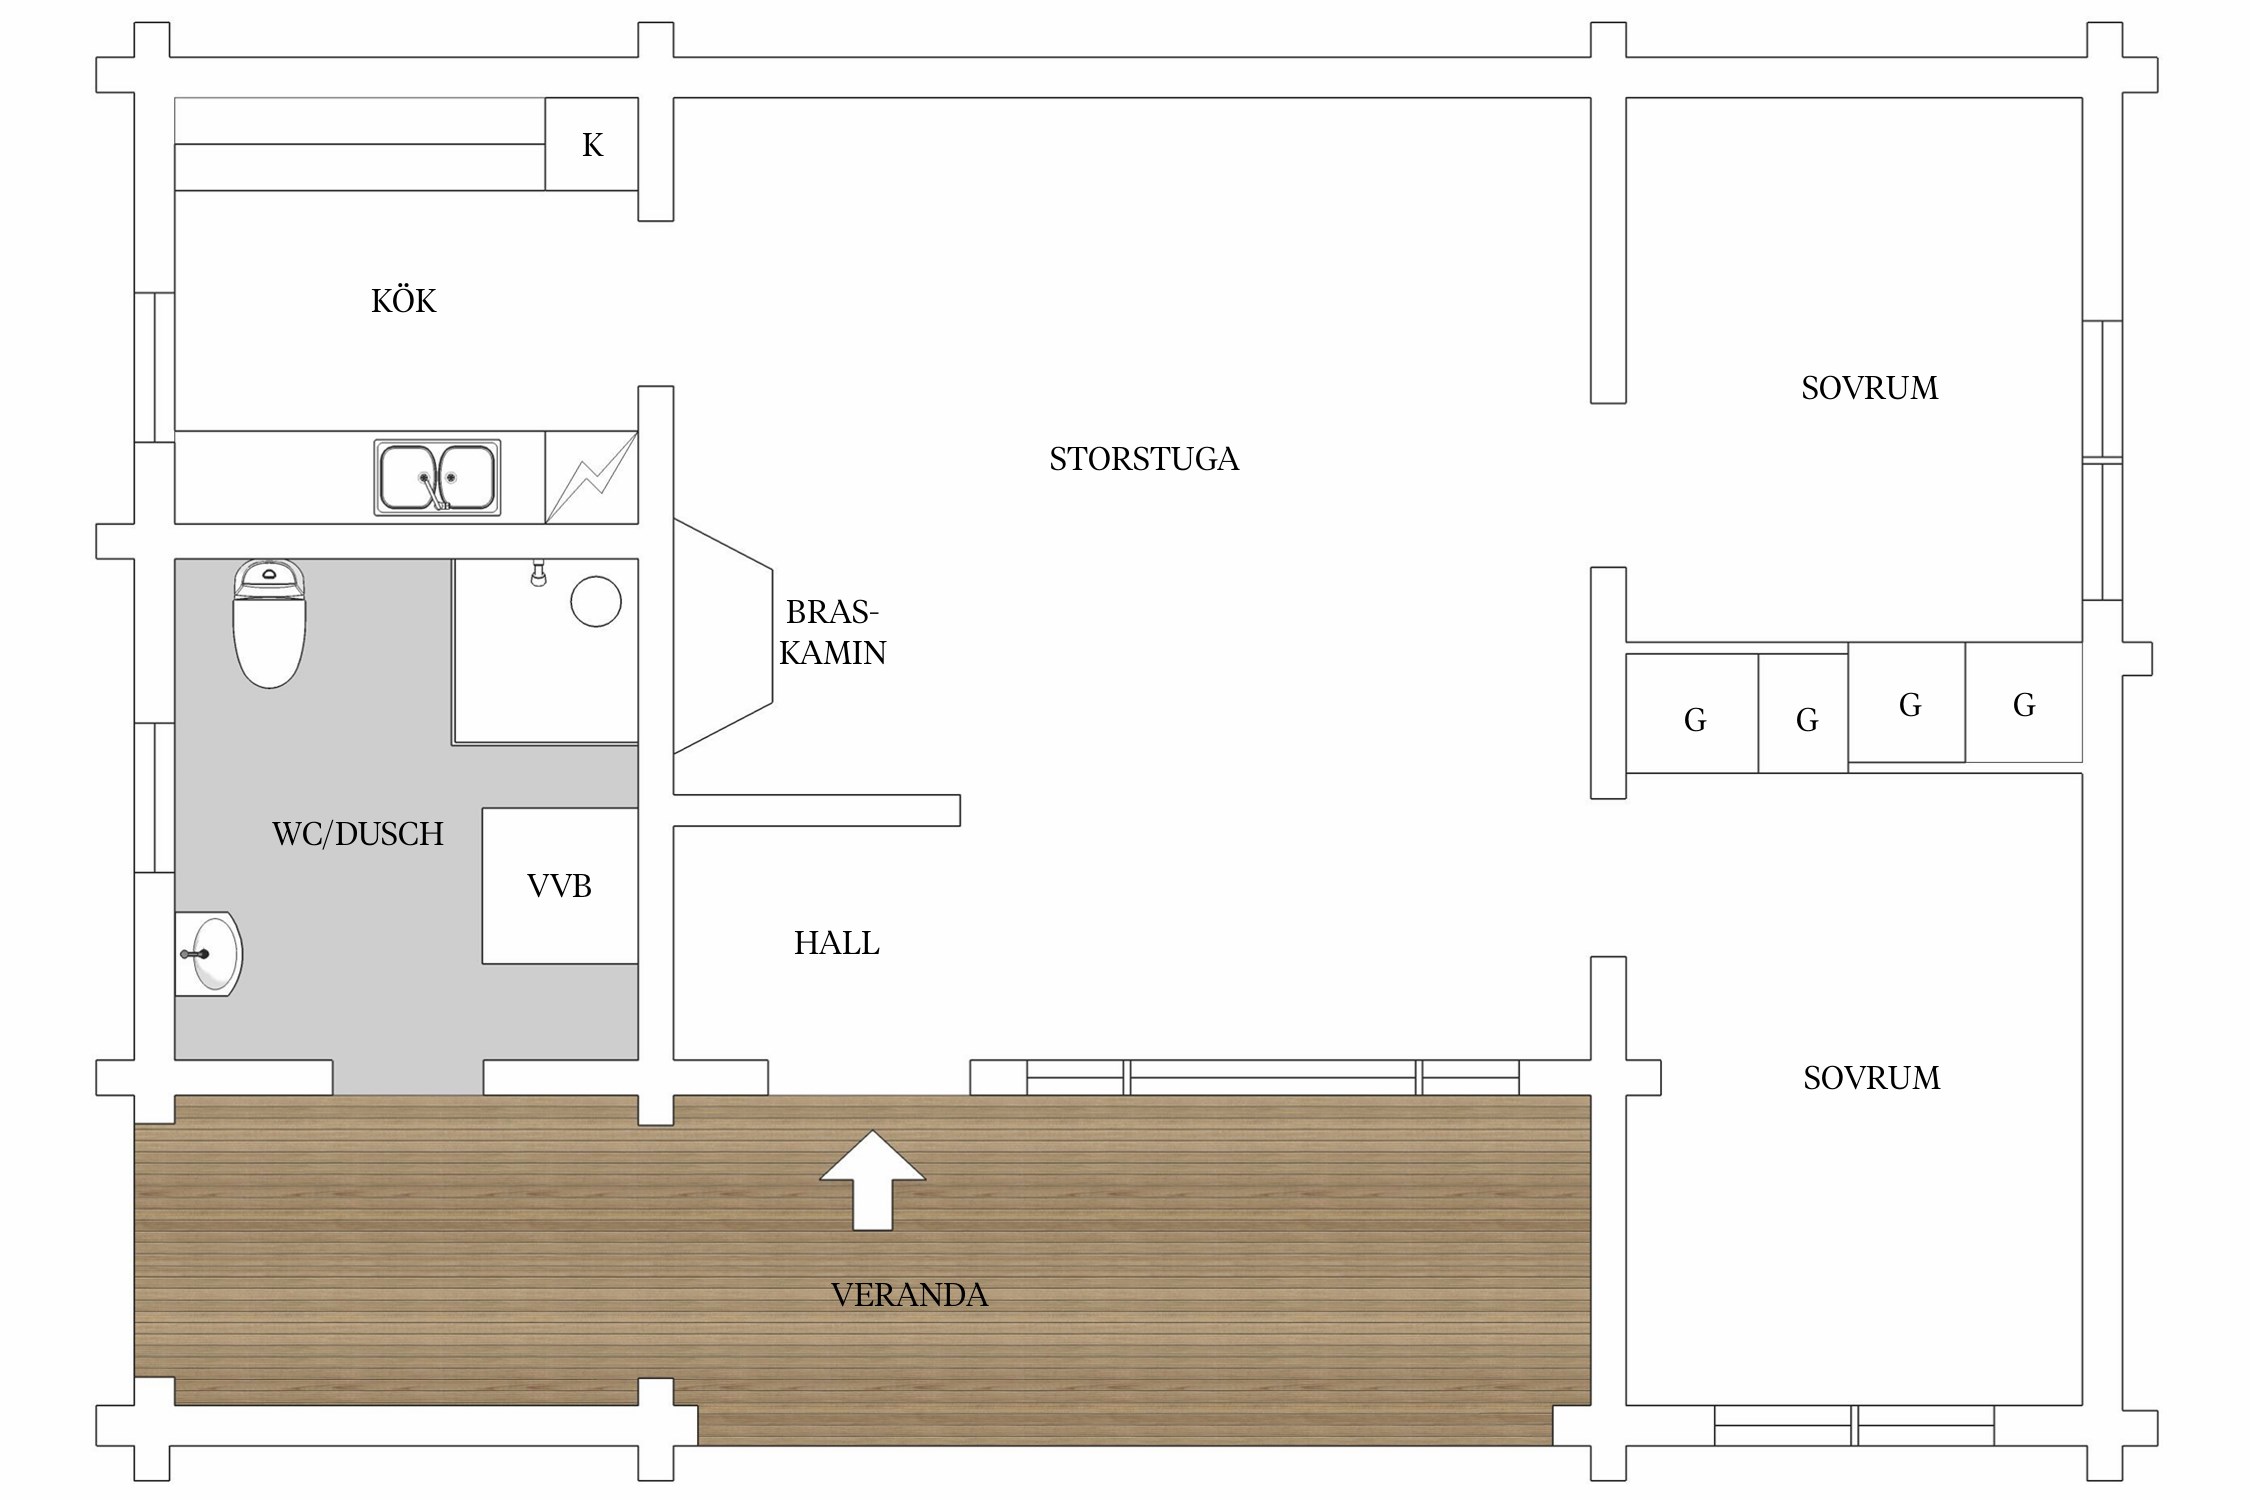 K
KÖK
SOVRUM
STORSTUGA
BRAS-
KAMIN
G
G
G
G
WC/DUSCH
VVB
HALL
SOVRUM
VERANDA